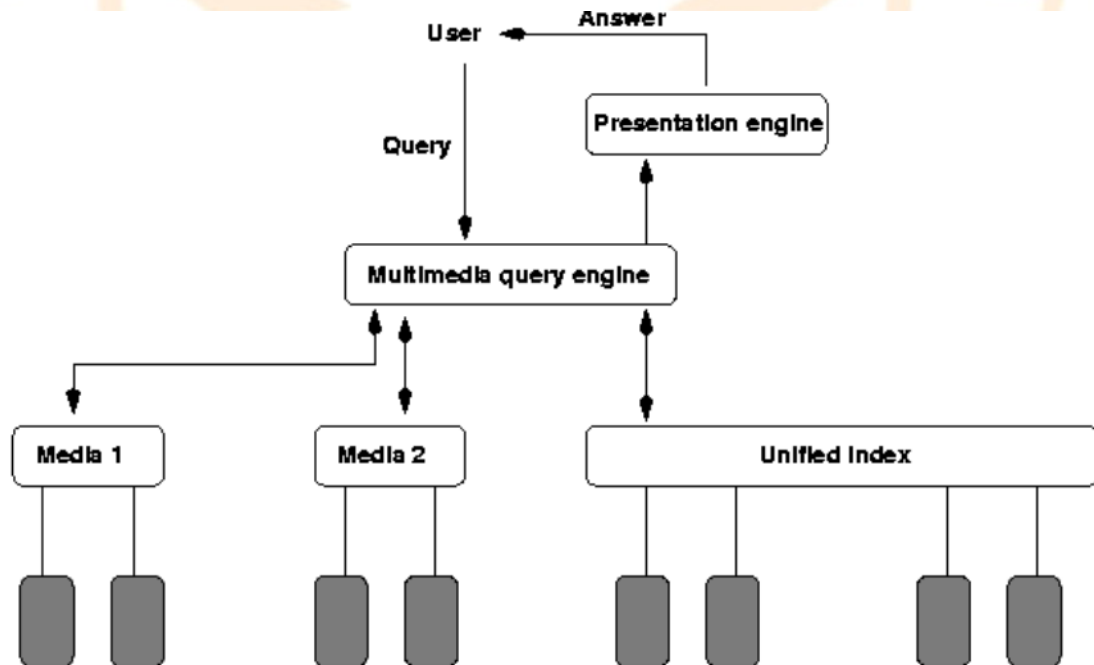 Answer
User
Presentation engine
Query
Multimedia query engine
Media 1
Media 2
Unified index